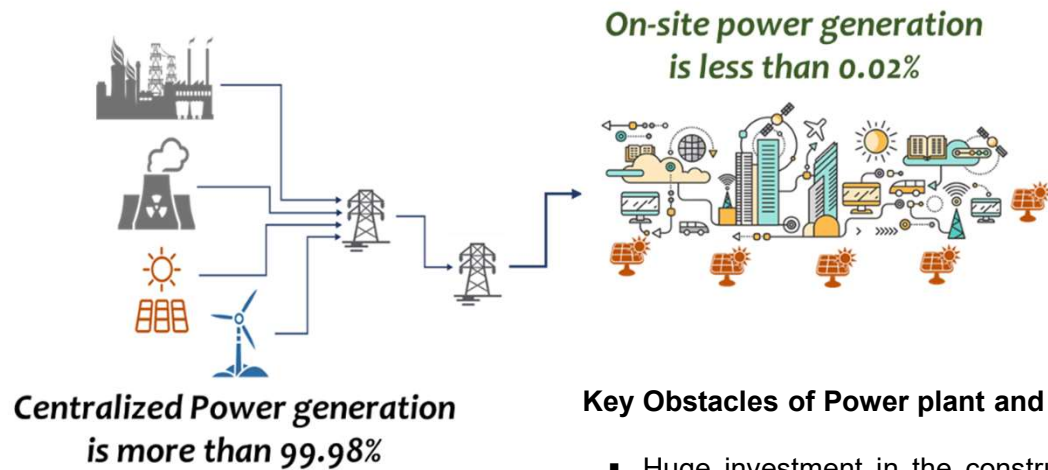 On-site power generation
is less than 0.02%
Centralized Power generation
is more than 99.98%
Key Obstacles of Power plant and
▪ Huge investment in the constru